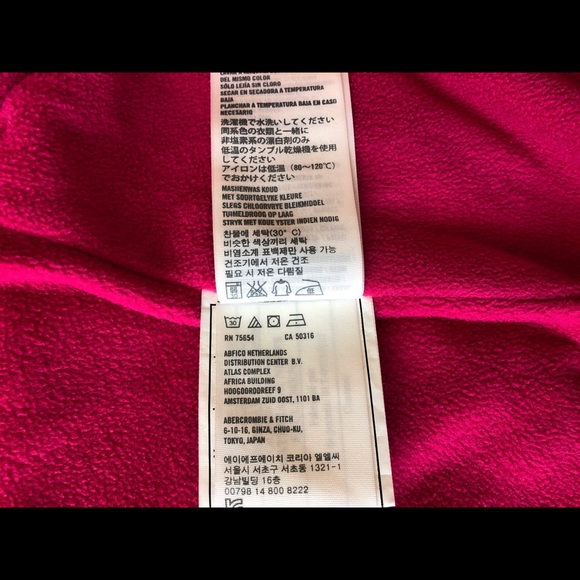 DEL MISMO COLOR
SÓLO LEJÍA SIN CLORO
SECAR EN SECADORA A TEMPERATURA
BAJA
PLANCHAR A TEMPERATURA BAJA EN CASO
NECESARIO
洗濯機で水洗いしてください
同系色の衣類と一緒に
非塩素系の漂白剤のみ
低温のタンブル乾燥機を使用
してください
アイロンは低温(80〜120℃)
でおかけください
MASHIENWAS KOUD
MET SOORTGELYKE KLEURE
SLEGS CHLOORVRYE BLEIKMIDDEL
TUIMELDROOG OP LAAG
STRYK MET KOUE YSTER INDIEN NODIG
찬물에 세탁(30° C)
비슷한 색상끼리 세탁
비염소계 표백제만 사용 가능
건조기에서 저온 건조
필요 시 저온 다림질
30
RN 75654 CA 50316
ABFICO NETHERLANDS
DISTRIBUTION CENTER B.V.
ATLAS COMPLEX
AFRICA BUILDING
HOOGOORDDREEF 9
AMSTERDAM ZUID OOST, 1101 BA
ABERCROMBIE & FITCH
6-10-16, GINZA, CHUO-KU,
TOKYO, JAPAN
에이에프에이치 코리아 엘엘씨
서울시 서초구 서초동 1321-1
강남빌딩 16층
00798 14 800 8222